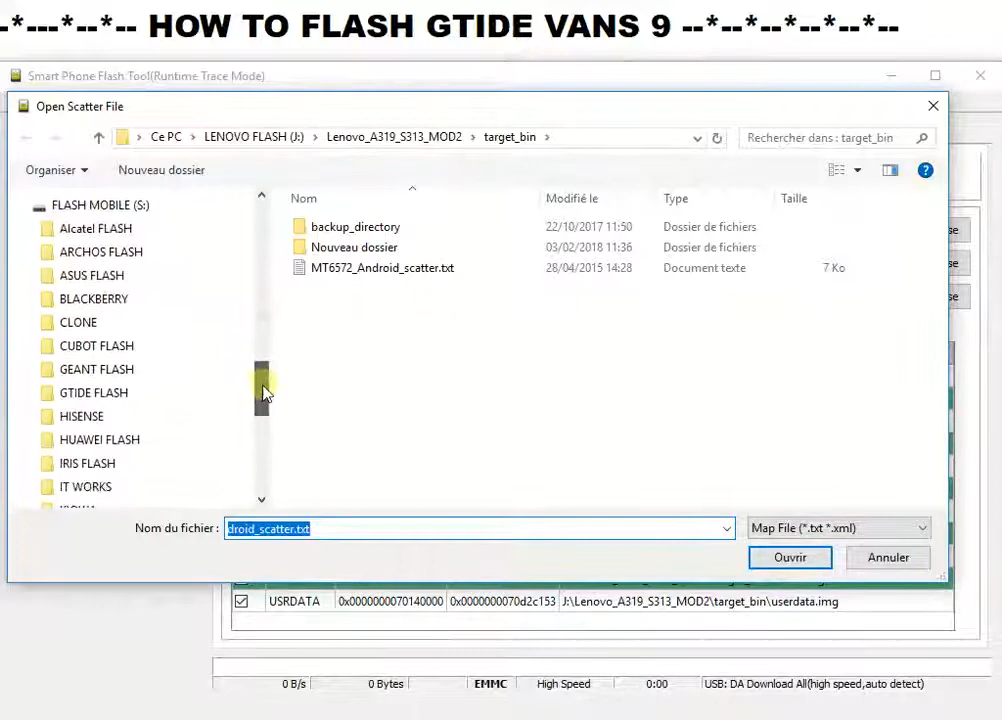 -*---*--*-- HOW TO FLASH GTIDE VANS 9 --*--*--*--*--*--
Smart Phone Flash Tool(Runtime Trace Mode)
Open Scatter File
Ce PC > LENOVO FLASH (J:) > Lenovo_A319_S313_MOD2 > target_bin >
Rechercher dans : target_bin
Organiser
Nouveau dossier
Nom Modifié le Type Taille
FLASH MOBILE (S:)
Alcatel FLASH
ARCHOS FLASH
ASUS FLASH
BLACKBERRY
CLONE
CUBOT FLASH
GEANT FLASH
GTIDE FLASH
HISENSE
HUAWEI FLASH
IRIS FLASH
IT WORKS
backup_directory 22/10/2017 11:50 Dossier de fichiers
Nouveau dossier 03/02/2018 11:36 Dossier de fichiers
MT6572_Android_scatter.txt 28/04/2015 14:28 Document texte 7 Ko
se
se
se
Nom du fichier : droid_scatter.txt
Map File (*.txt *.xml)
Ouvrir
Annuler
USRDATA 0x0000000070140000 0x0000000070d2c153 J:\Lenovo_A319_S313_MOD2\target_bin\userdata.img
0 B/s 0 Bytes EMMC High Speed 0:00 USB: DA Download All(high speed,auto detect)